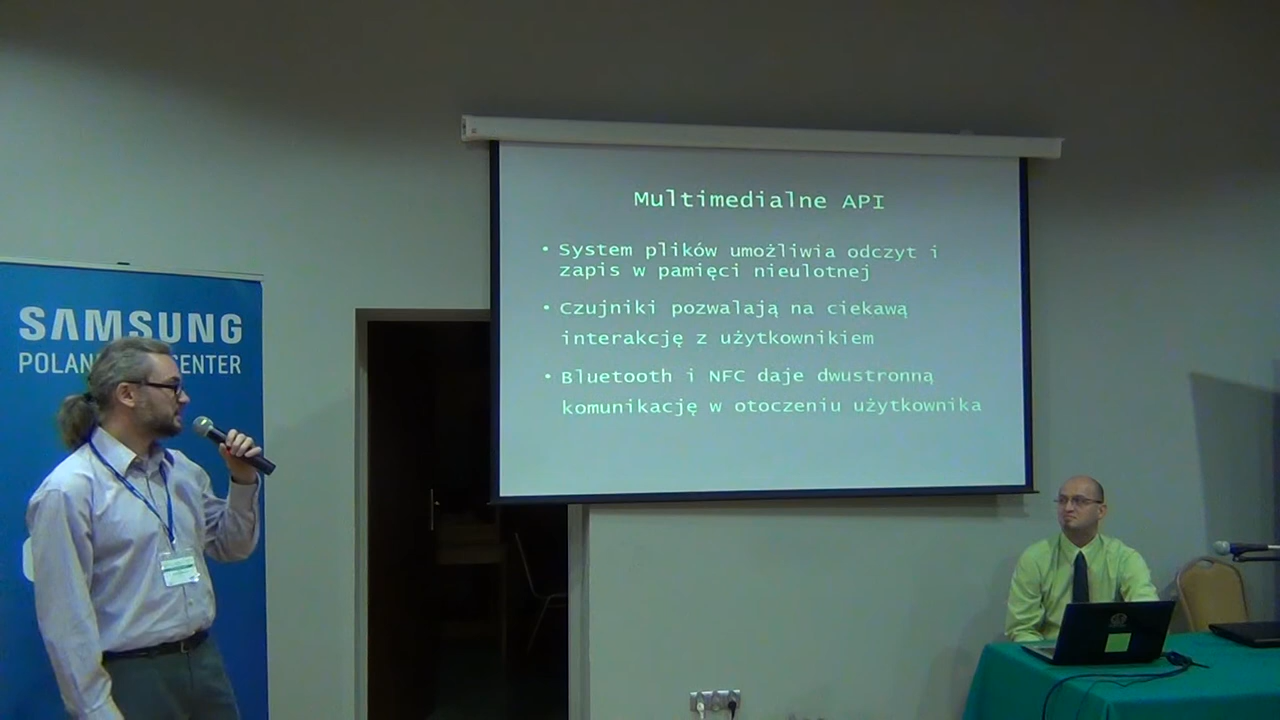 SAMSUNG
POLAN ENTER
Multimedialne API
• System plików umożliwia odczyt i
zapis w pamięci nieulotnej
• Czujniki pozwalają na ciekawą
interakcję z użytkownikiem
• Bluetooth i NFC daje dwustronną
komunikację w otoczeniu użytkownika